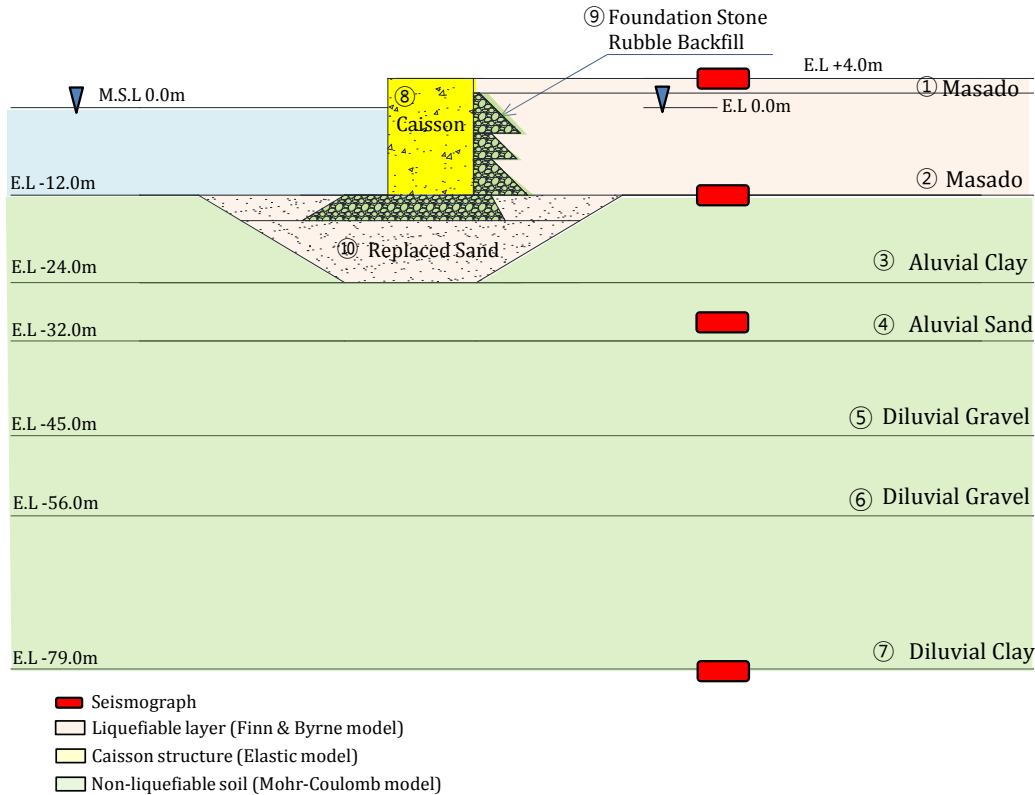 ⑨ Foundation Stone
Rubble Backfill
E.L +4.0m
M.S.L 0.0m
⑧
Caisson
① Masado
E.L 0.0m
E.L -12.0m
② Masado
⑩ Replaced Sand
E.L -24.0m
③ Aluvial Clay
E.L -32.0m
④ Aluvial Sand
E.L -45.0m
⑤ Diluvial Gravel
E.L -56.0m
⑥ Diluvial Gravel
E.L -79.0m
⑦ Diluvial Clay
Seismograph
Liquefiable layer (Finn & Byrne model)
Caisson structure (Elastic model)
Non-liquefiable soil (Mohr-Coulomb model)